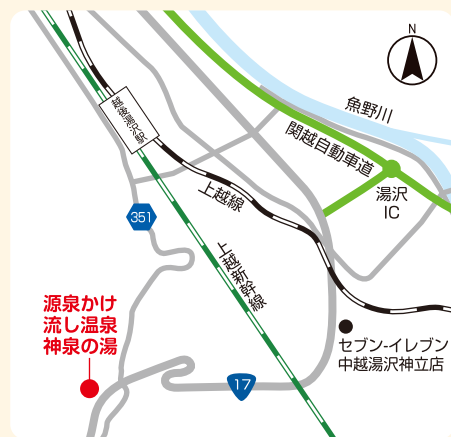 N
魚野川
関越自動車道
越後湯沢駅
湯沢
IC
上越線
351
上越新幹線
源泉かけ
流し温泉
神泉の湯
セブン-イレブン
中越湯沢神立店
17